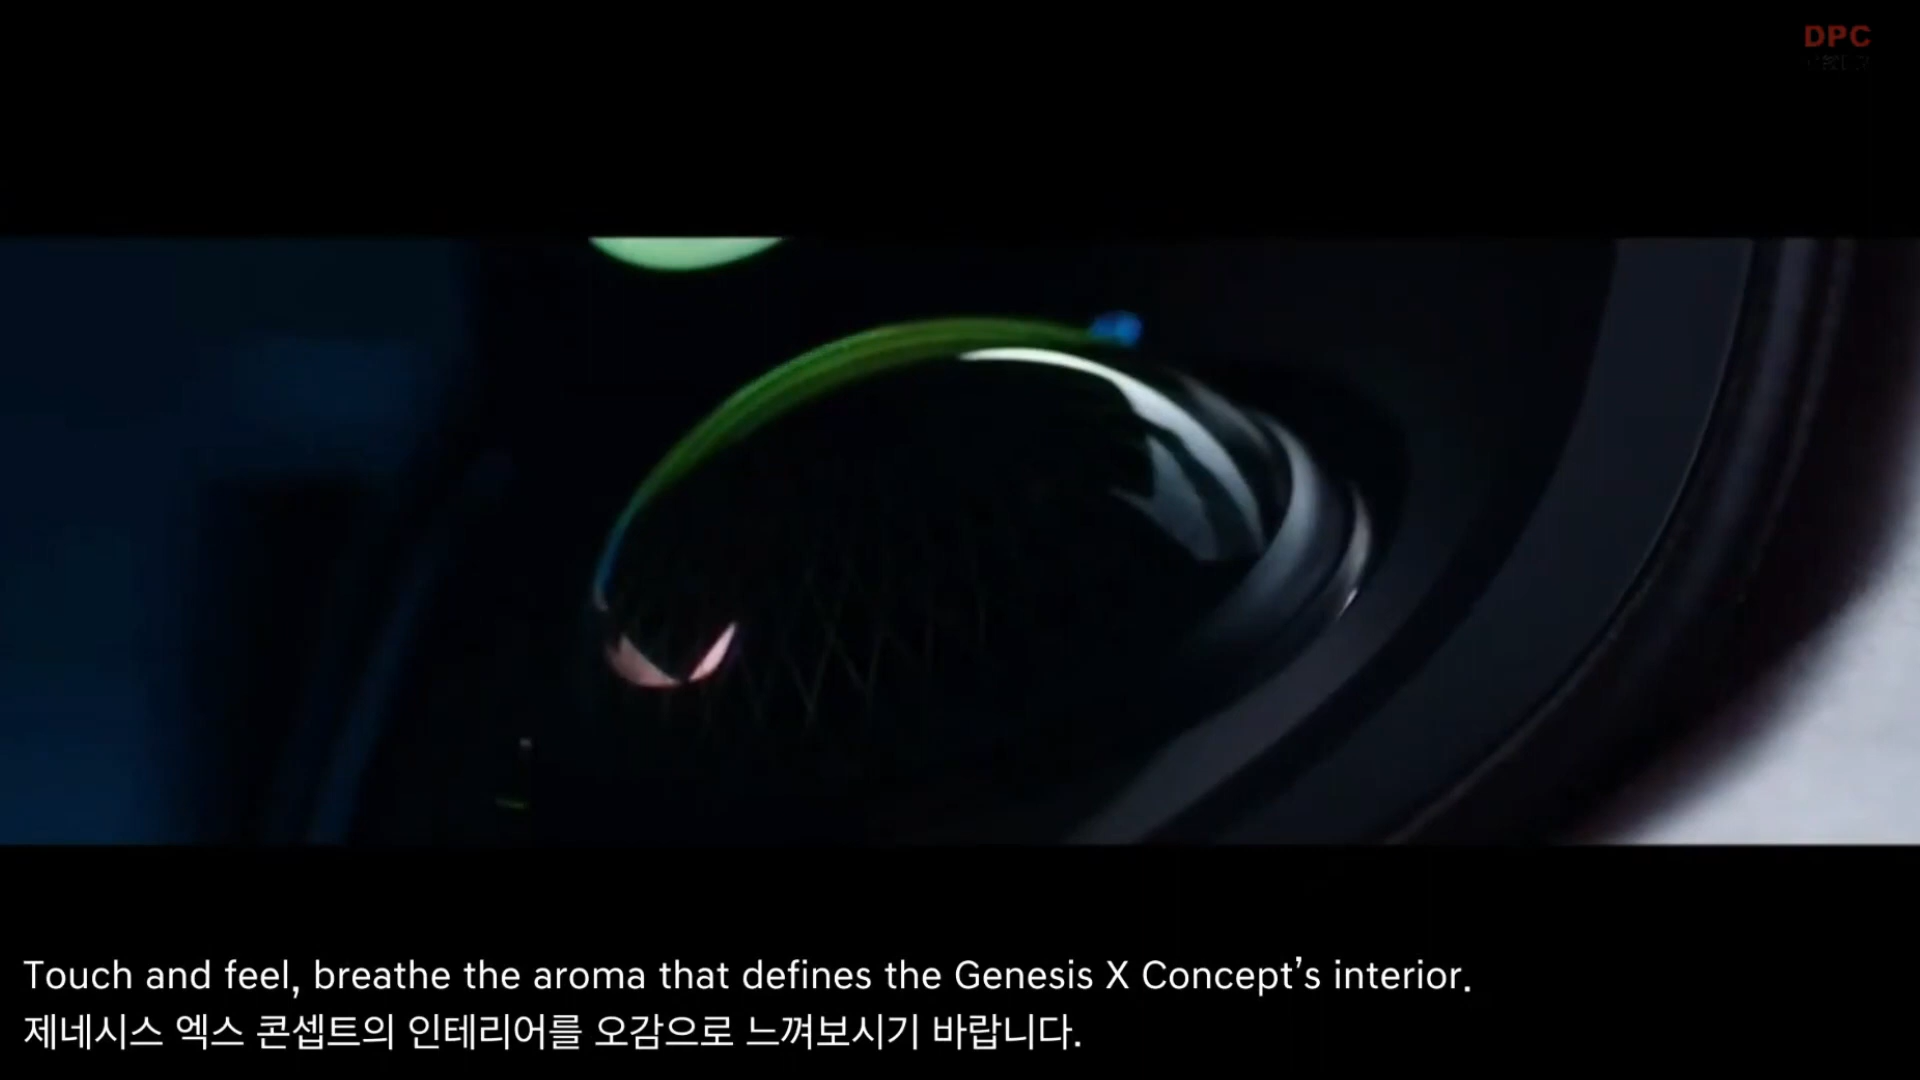 DPC
Touch and feel, breathe the aroma that defines the Genesis X Concept's interior.
제네시스 엑스 콘셉트의 인테리어를 오감으로 느껴보시기 바랍니다.